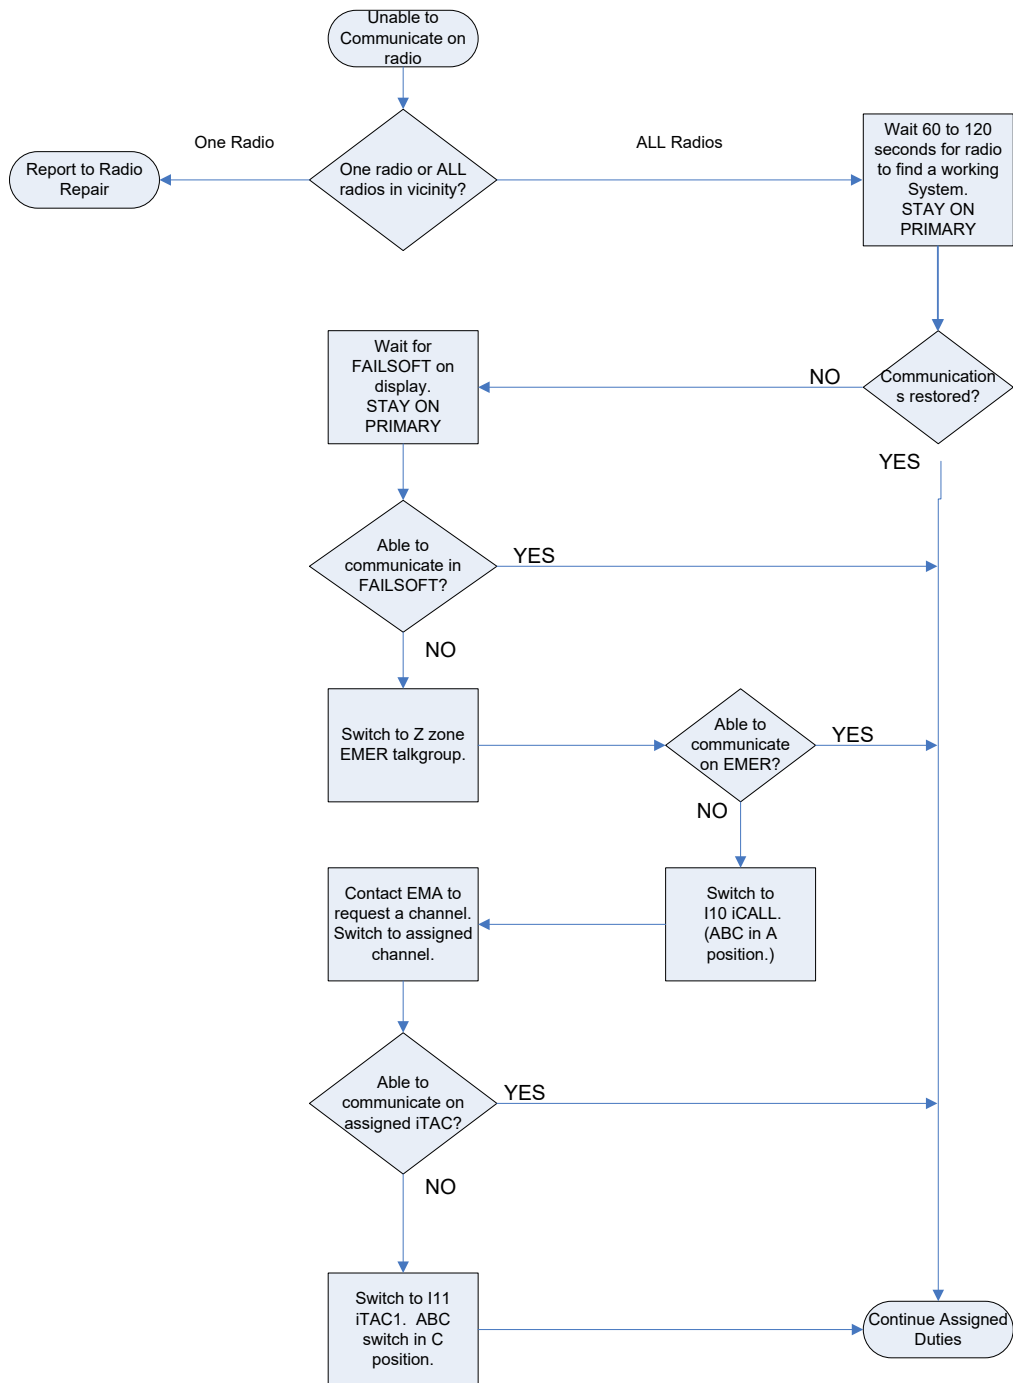 Unable to
Communicate on
radio
One Radio
ALL Radios
Report to Radio
Repair
One radio or ALL
radios in vicinity?
Wait 60 to 120
seconds for radio
to find a working
System.
STAY ON
PRIMARY
Wait for
FAILSOFT on
display.
STAY ON
PRIMARY
NO
Communication
s restored?
YES
Able to
communicate in
FAILSOFT?
YES
NO
Switch to Z zone
EMER talkgroup.
Able to
communicate
on EMER?
YES
NO
Contact EMA to
request a channel.
Switch to assigned
channel.
Switch to
I10 iCALL.
(ABC in A
position.)
Able to
communicate on
assigned iTAC?
YES
NO
Switch to I11
iTAC1.  ABC
switch in C
position.
Continue Assigned
Duties